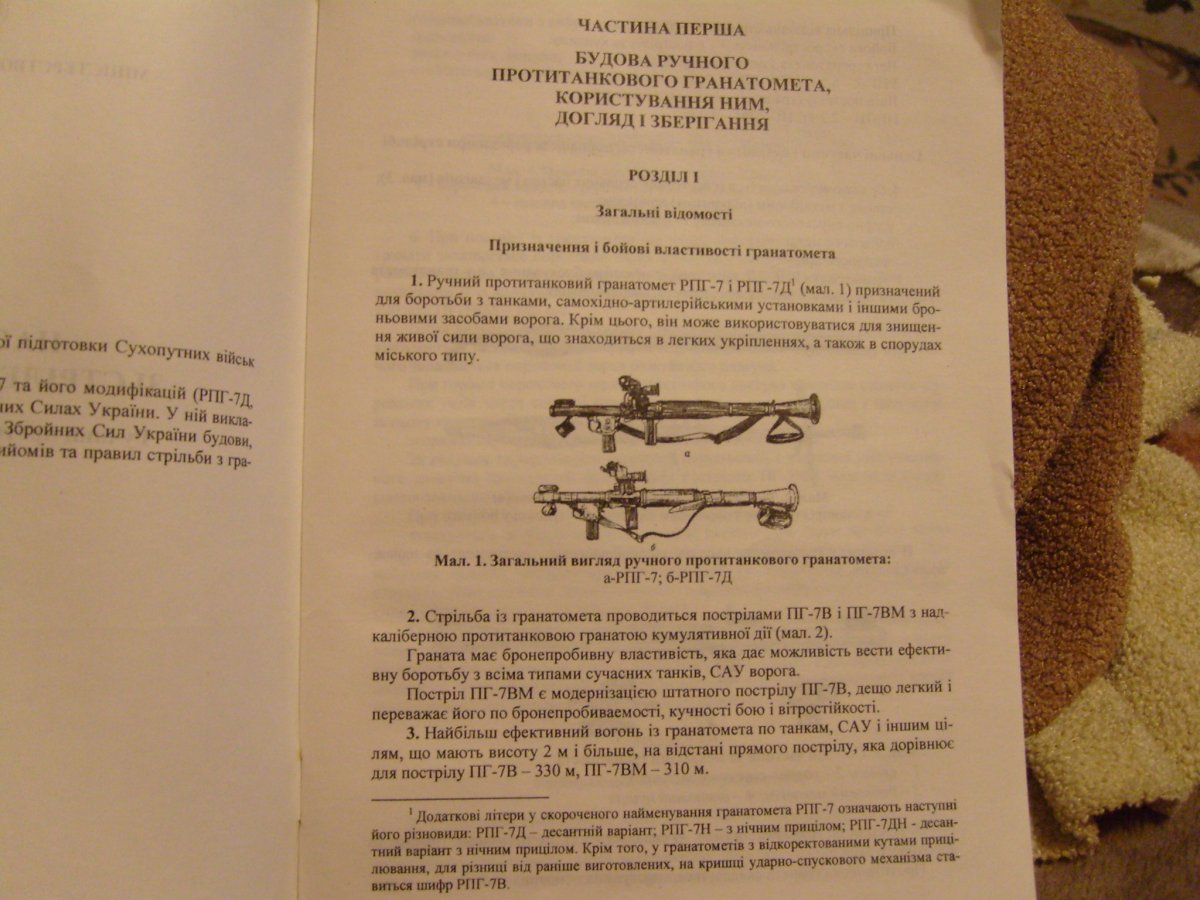 ої підготовки Сухопутних військ
7 та його модифікацій (РПГ-7Д,
них Силах України. У ній викла-
Збройних Сил України будови,
ийомів та правил стрільби з гра-
ЧАСТИНА ПЕРША
БУДОВА РУЧНОГО
ПРОТИТАНКОВОГО ГРАНАТОМЕТА,
КОРИСТУВАННЯ НИМ,
ДОГЛЯД І ЗБЕРІГАННЯ
РОЗДІЛ І
Загальні відомості
Призначення і бойові властивості гранатомета
1. Ручний протитанковий гранатомет РПГ-7 і РПГ-7Д¹ (мал. 1) призначений
для боротьби з танками, самохідно-артилерійськими установками і іншими бро-
ньовими засобами ворога. Крім цього, він може використовуватися для знищен-
ня живої сили ворога, що знаходиться в легких укріпленнях, а також в спорудах
міського типу.
а
б
Мал. 1. Загальний вигляд ручного протитанкового гранатомета:
а-РПГ-7; б-РПГ-7Д
2. Стрільба із гранатомета проводиться пострілами ПГ-7В і ПГ-7ВМ з над-
каліберною протитанковою гранатою кумулятивної дії (мал. 2).
Граната має бронепробивну властивість, яка дає можливість вести ефекти-
вну боротьбу з всіма типами сучасних танків, САУ ворога.
Постріл ПГ-7ВМ є модернізацією штатного пострілу ПГ-7В, дещо легкий і
переважає його по бронепробиваемості, кучності бою і вітростійкості.
3. Найбільш ефективний вогонь із гранатомета по танкам, САУ і іншим ці-
лям, що мають висоту 2 м і більше, на відстані прямого пострілу, яка дорівнює
для пострілу ПГ-7В – 330 м, ПГ-7ВМ – 310 м.
¹ Додаткові літери у скороченого найменування гранатомета РПГ-7 означають наступні
його різновиди: РПГ-7Д – десантній варіант; РПГ-7Н – з нічним прицілом; РПГ-7ДН - десан-
тний варіант з нічним прицілом. Крім того, у гранатометів з відкоректованими кутами приці-
лювання, для різниці від раніше виготовлених, на кришці ударно-спускового механізма ста-
виться шифр РПГ-7В.